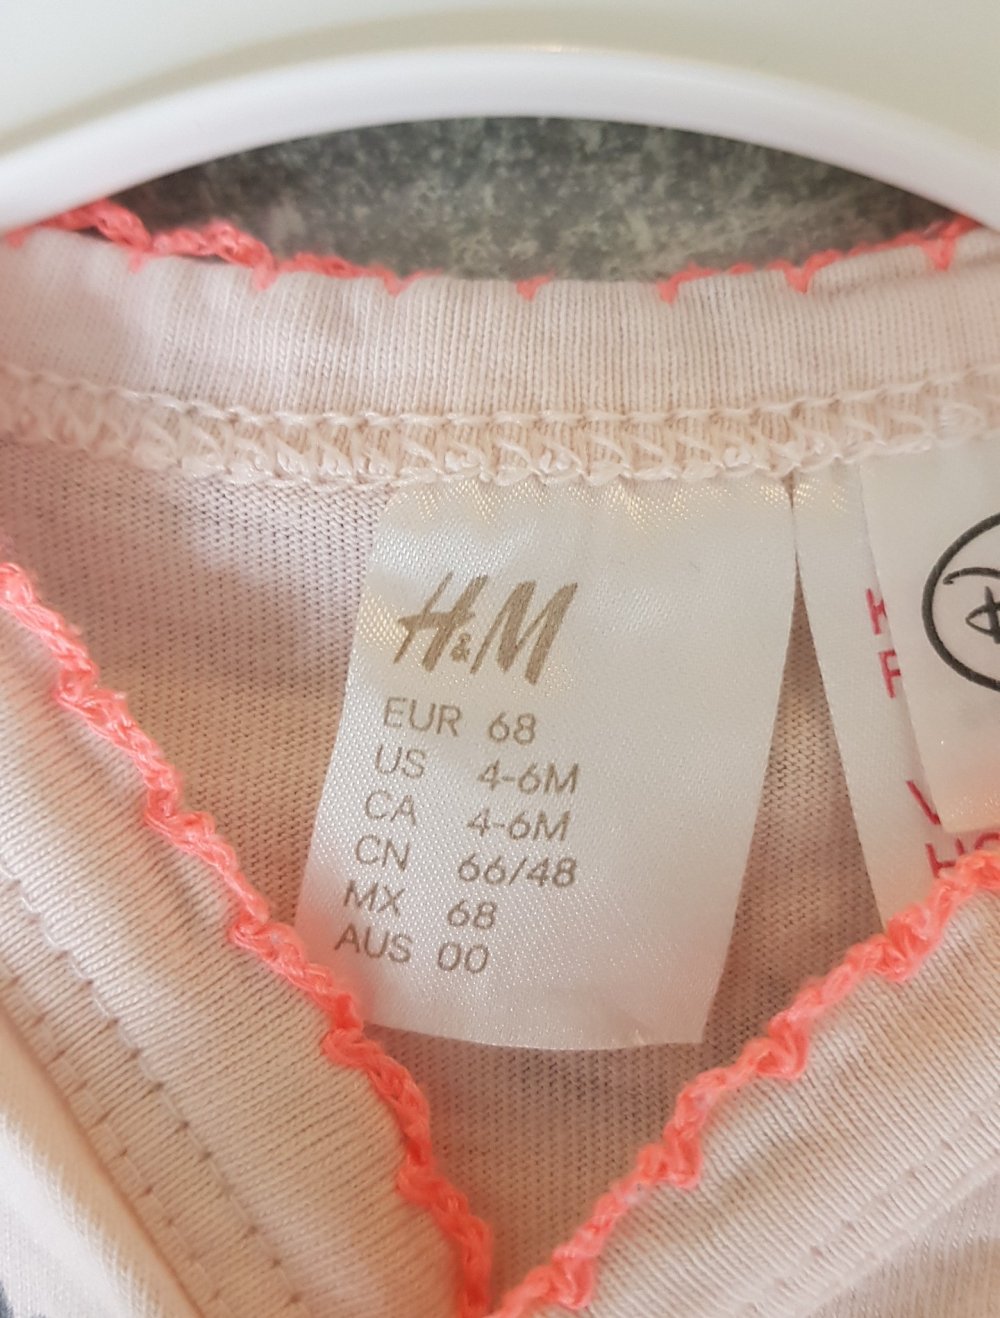 H&M
EUR 68
US 4-6M
CA 4-6M
CN 66/48
MX 68
AUS 00